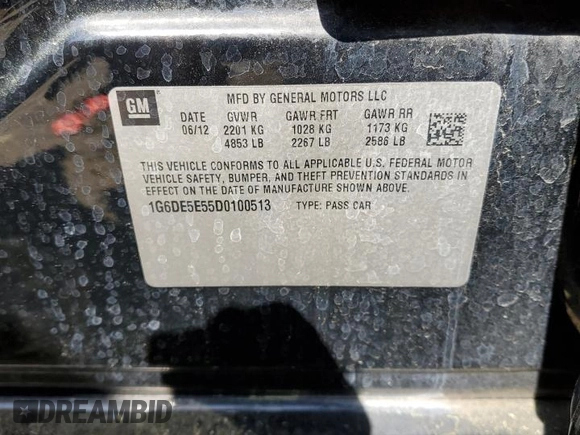 GM
MFD BY GENERAL MOTORS LLC
DATE GVWR GAWR FRT GAWR RR
06/12 2201 KG 1028 KG 1173 KG
4853 LB 2267 LB 2586 LB
THIS VEHICLE CONFORMS TO ALL APPLICABLE U.S. FEDERAL MOTOR
VEHICLE SAFETY, BUMPER, AND THEFT PREVENTION STANDARDS IN
EFFECT ON THE DATE OF MANUFACTURE SHOWN ABOVE.
1G6DE5E55D0100513 TYPE: PASS CAR
DREAMBID